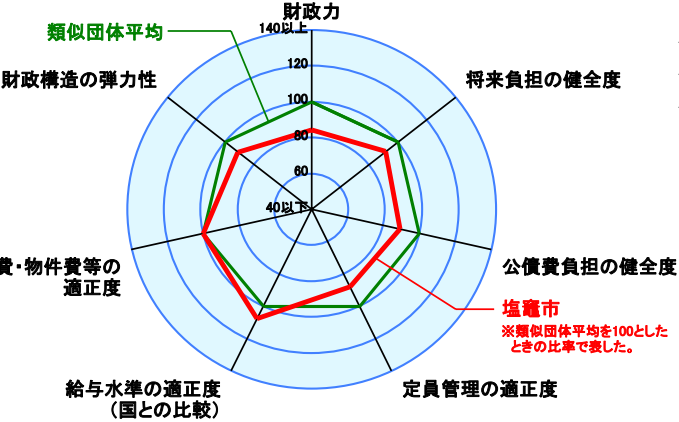 財政力
140以上
類似団体平均
120
財政構造の弾力性
将来負担の健全度
100
80
60
40以下
費・物件費等の
適正度
公債費負担の健全度
塩竈市
※類似団体平均を100とした
ときの比率で表した。
給与水準の適正度
（国との比較）
定員管理の適正度